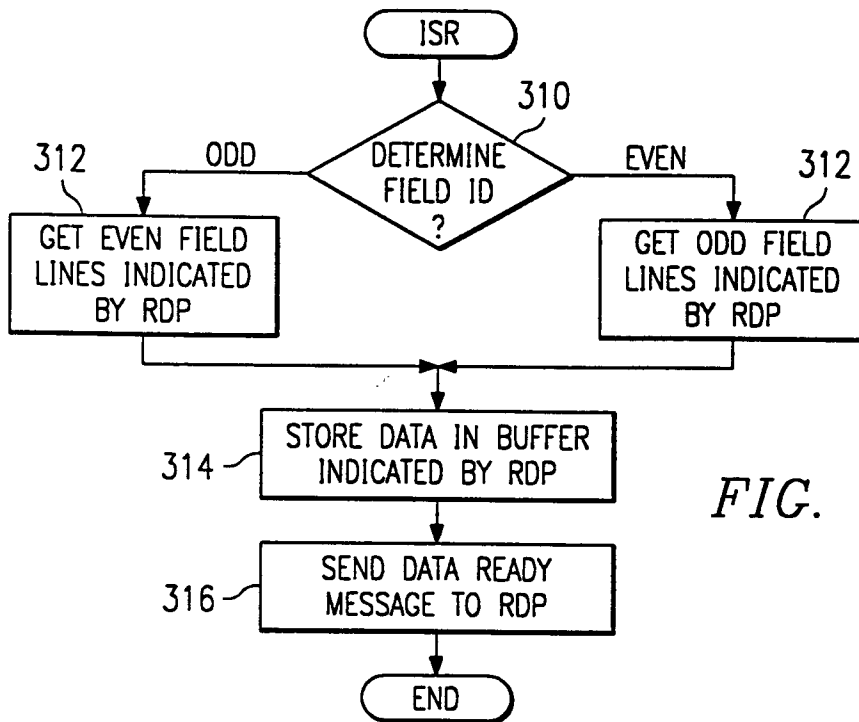 ISR
310
DETERMINE
FIELD ID
?
ODD
EVEN
312
GET EVEN FIELD
LINES INDICATED
BY RDP
312
GET ODD FIELD
LINES INDICATED
BY RDP
314
STORE DATA IN BUFFER
INDICATED BY RDP
FIG.
316
SEND DATA READY
MESSAGE TO RDP
END